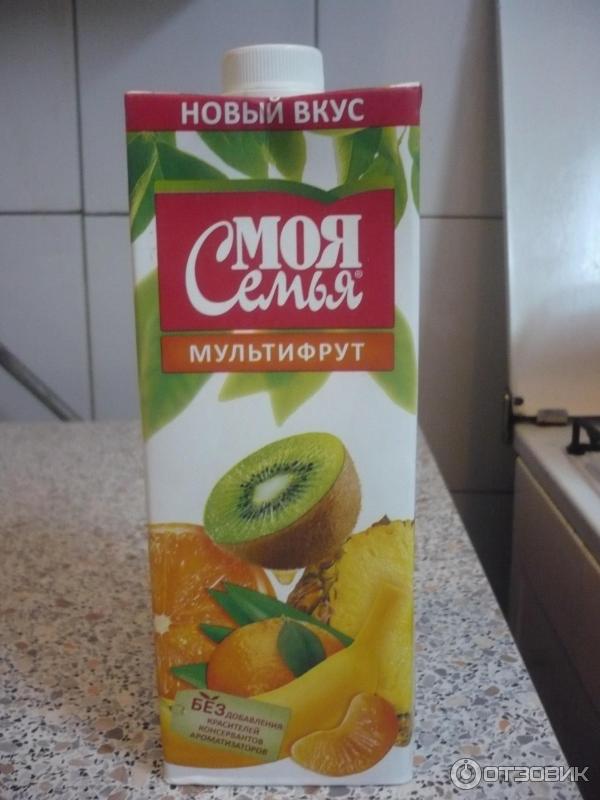 НОВЫЙ ВКУС
МОЯ
Семья®
МУЛЬТИФРУТ
БЕЗ ДОБАВЛЕНИЯ
КРАСИТЕЛЕЙ
КОНСЕРВАНТОВ
АРОМАТИЗАТОРОВ
ОТЗОВИК